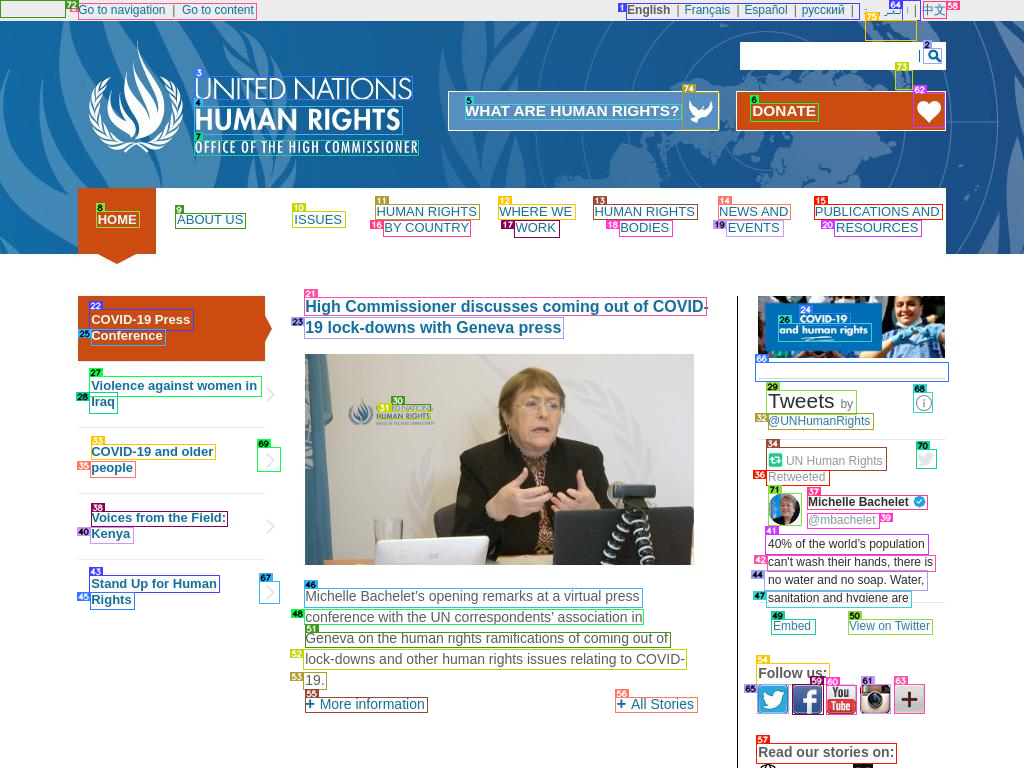 Go to navigation | Go to content
English | Français | Español | русский | | 中文
UNITED NATIONS
HUMAN RIGHTS
OFFICE OF THE HIGH COMMISSIONER
WHAT ARE HUMAN RIGHTS?
DONATE
HOME
ABOUT US
ISSUES
HUMAN RIGHTS
BY COUNTRY
WHERE WE
WORK
HUMAN RIGHTS
BODIES
NEWS AND
EVENTS
PUBLICATIONS AND
RESOURCES
COVID-19 Press
Conference
Violence against women in
Iraq
COVID-19 and older
people
Voices from the Field:
Kenya
Stand Up for Human
Rights
High Commissioner discusses coming out of COVID-
19 lock-downs with Geneva press
UNITED NATIONS
HUMAN RIGHTS
OFFICE OF THE HIGH COMMISSIONER
Michelle Bachelet’s opening remarks at a virtual press
conference with the UN correspondents’ association in
Geneva on the human rights ramifications of coming out of
lock-downs and other human rights issues relating to COVID-
19.
+ More information
+ All Stories
COVID-19
and human rights
Tweets by
@UNHumanRights
UN Human Rights
Retweeted
Michelle Bachelet
@mbachelet
40% of the world’s population
can't wash their hands, there is
no water and no soap. Water,
sanitation and hygiene are
Embed
View on Twitter
Follow us:
You
Tube
Read our stories on: